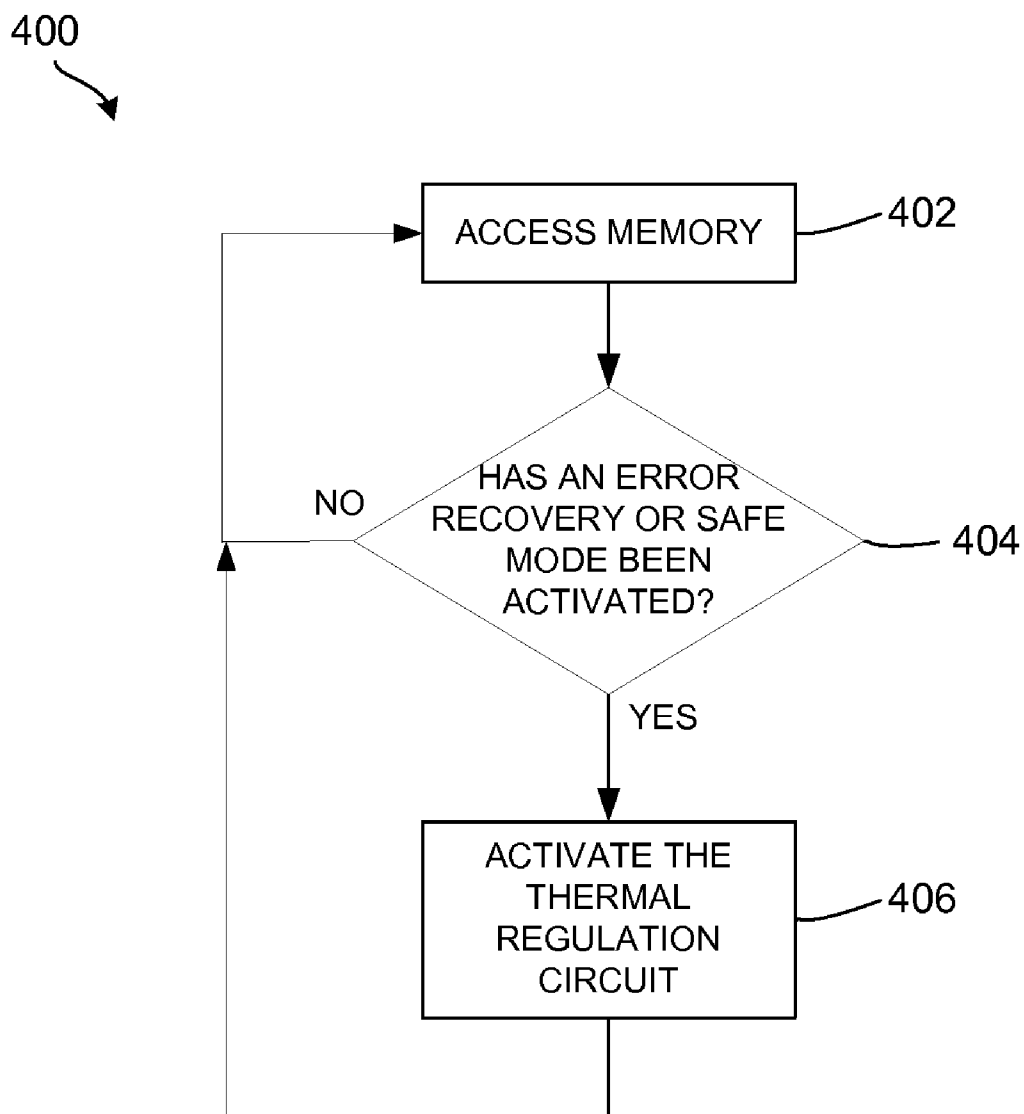 400
ACCESS MEMORY
402
NO
HAS AN ERROR
RECOVERY OR SAFE
MODE BEEN
ACTIVATED?
404
YES
ACTIVATE THE
THERMAL
REGULATION
CIRCUIT
406